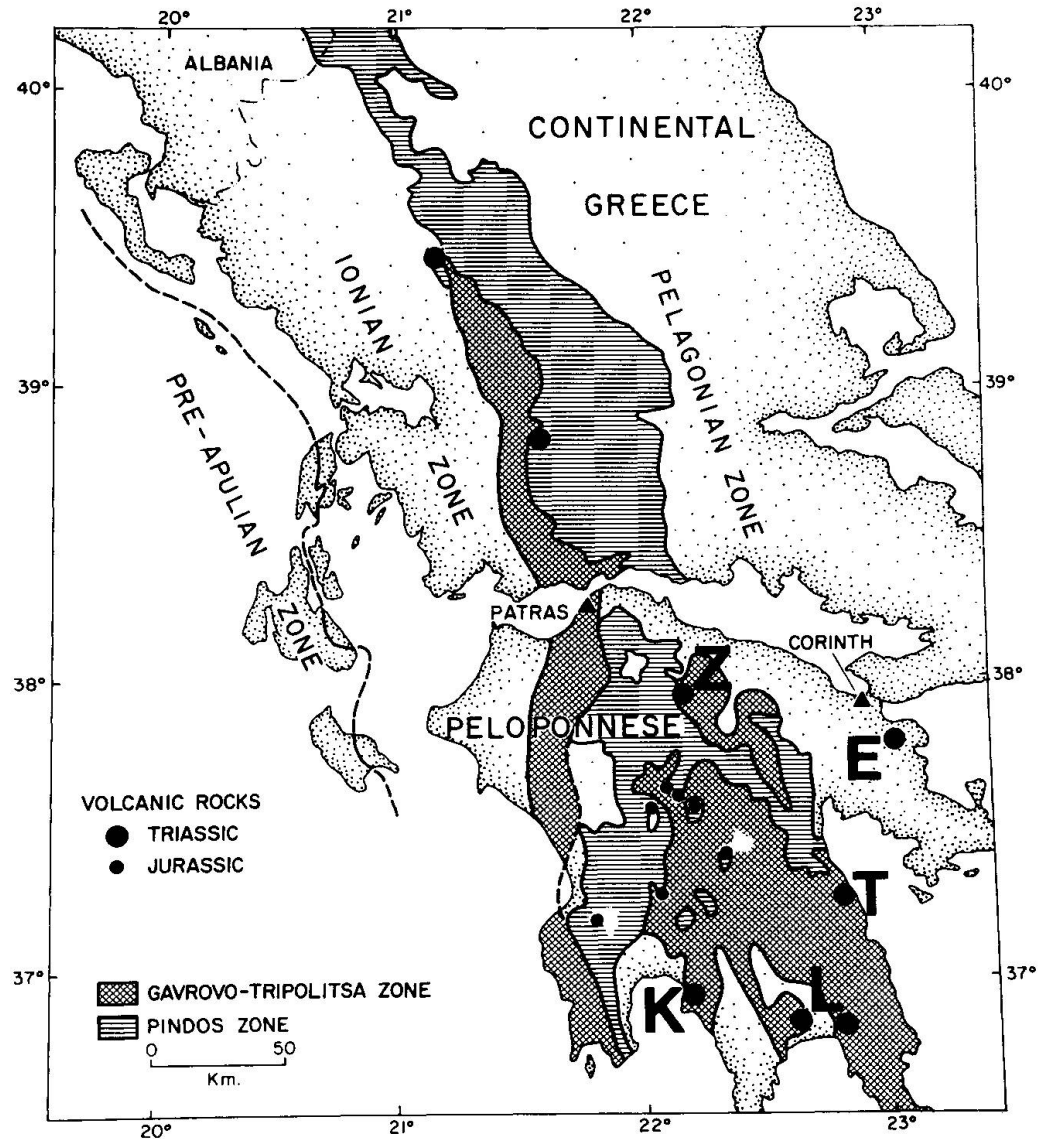 20° 21° 22° 23°
ALBANIA
40° 40°
CONTINENTAL
GREECE
IONIAN
ZONE
PELAGONIAN ZONE
39° 39°
PRE-APULIAN
ZONE
PATRAS
CORINTH
38° 38°
Z
PELOPONNESE
E
VOLCANIC ROCKS
TRIASSIC
JURASSIC
T
37° 37°
K
L
GAVROVO-TRIPOLITSA ZONE
PINDOS ZONE
0 50
Km.
20° 21° 22° 23°